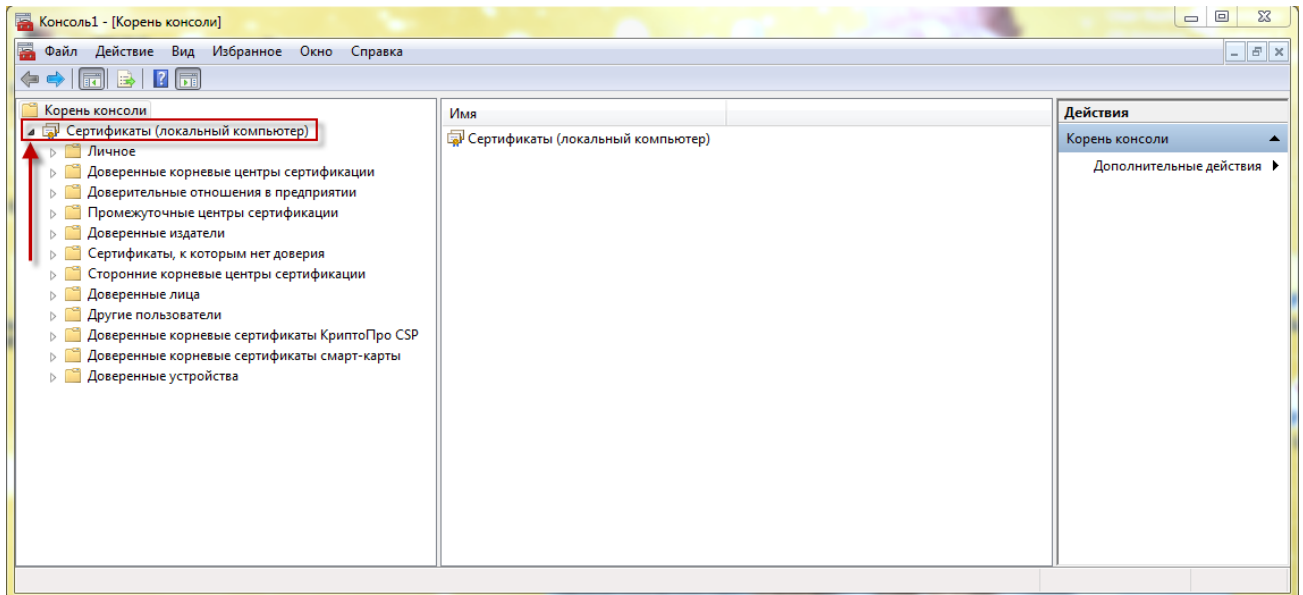 Консоль1 - [Корень консоли]
Файл Действие Вид Избранное Окно Справка
Корень консоли
Сертификаты (локальный компьютер)
Личное
Доверенные корневые центры сертификации
Доверительные отношения в предприятии
Промежуточные центры сертификации
Доверенные издатели
Сертификаты, к которым нет доверия
Сторонние корневые центры сертификации
Доверенные лица
Другие пользователи
Доверенные корневые сертификаты КриптоПро CSP
Доверенные корневые сертификаты смарт-карты
Доверенные устройства
Имя
Сертификаты (локальный компьютер)
Действия
Корень консоли
Дополнительные действия